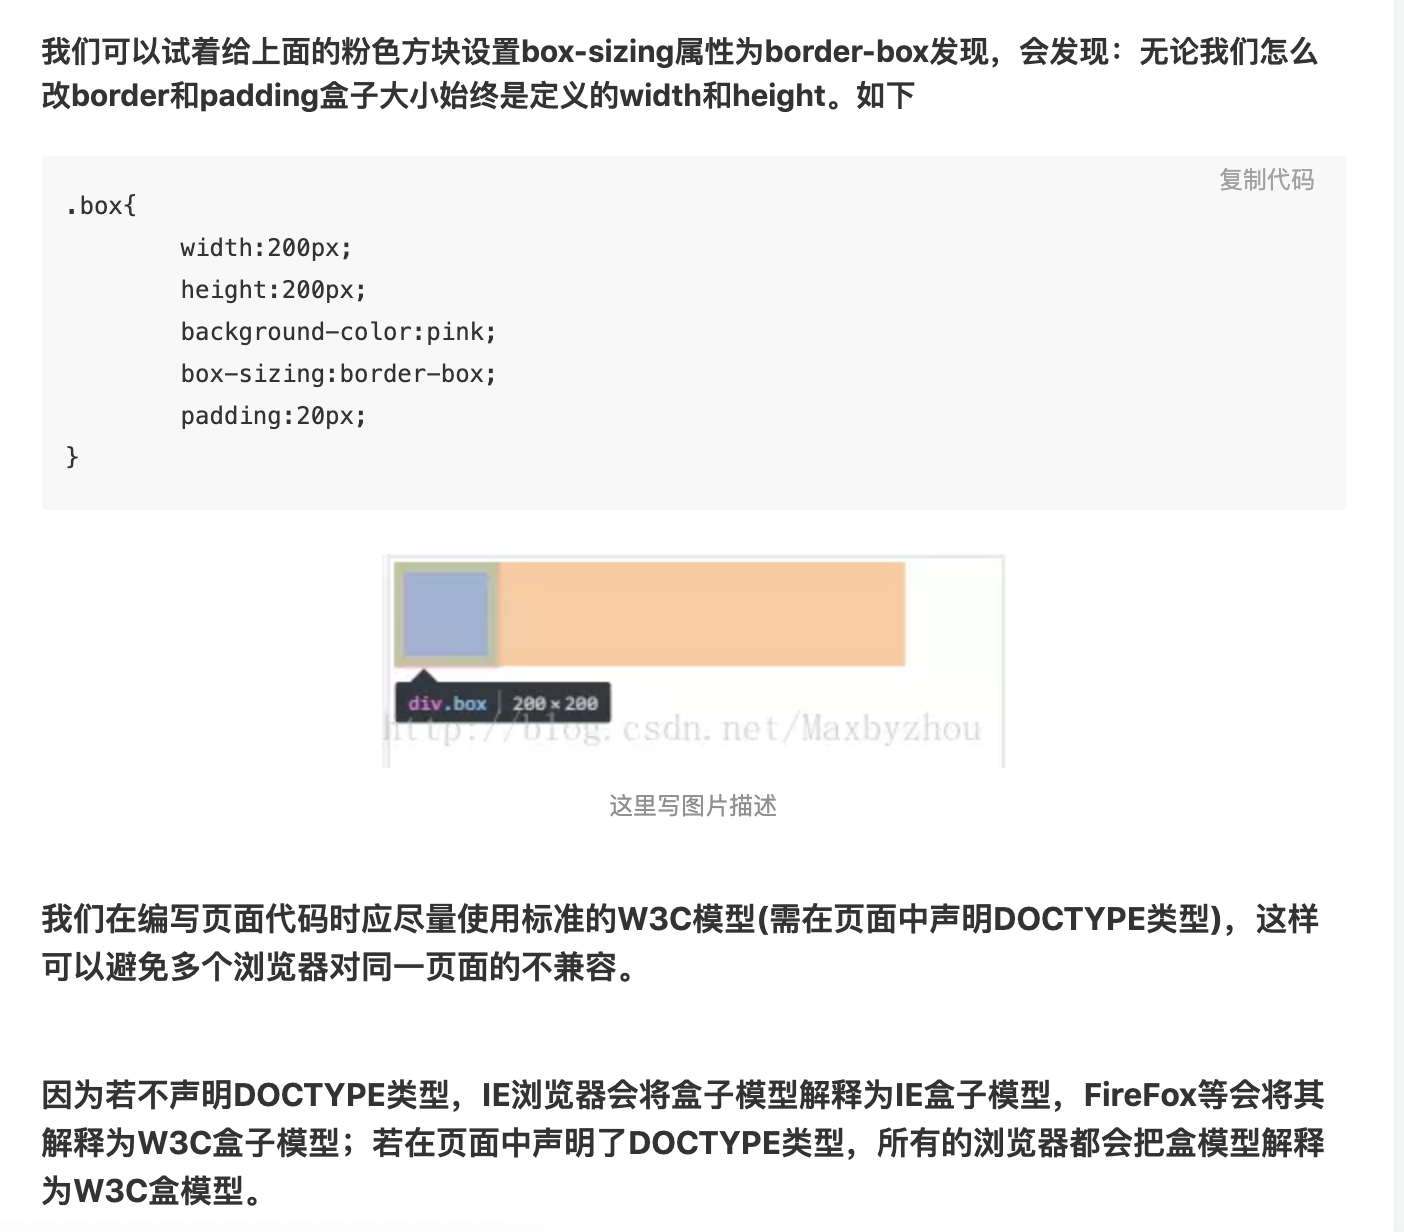 我们可以试着给上面的粉色方块设置box-sizing属性为border-box发现，会发现：无论我们怎么
改border和padding盒子大小始终是定义的width和height。如下
复制代码
.box{
width:200px;
height:200px;
background-color:pink;
box-sizing:border-box;
padding:20px;
}
div.box | 200×200
http://blog.csdn.net/Maxbyzhou
这里写图片描述
我们在编写页面代码时应尽量使用标准的W3C模型(需在页面中声明DOCTYPE类型)，这样
可以避免多个浏览器对同一页面的不兼容。
因为若不声明DOCTYPE类型，IE浏览器会将盒子模型解释为IE盒子模型，FireFox等会将其
解释为W3C盒子模型；若在页面中声明了DOCTYPE类型，所有的浏览器都会把盒模型解释
为W3C盒模型。